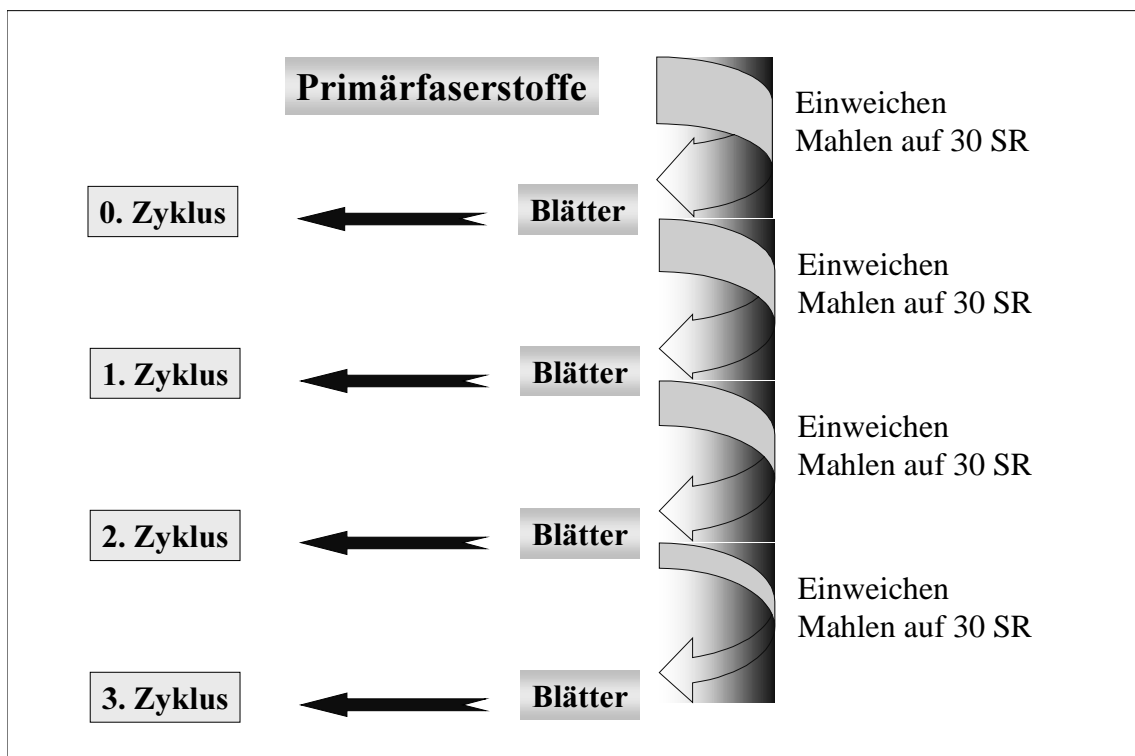 Primärfaserstoffe
Einweichen
Mahlen auf 30 SR
0. Zyklus
Blätter
Einweichen
Mahlen auf 30 SR
1. Zyklus
Blätter
Einweichen
Mahlen auf 30 SR
2. Zyklus
Blätter
Einweichen
Mahlen auf 30 SR
3. Zyklus
Blätter